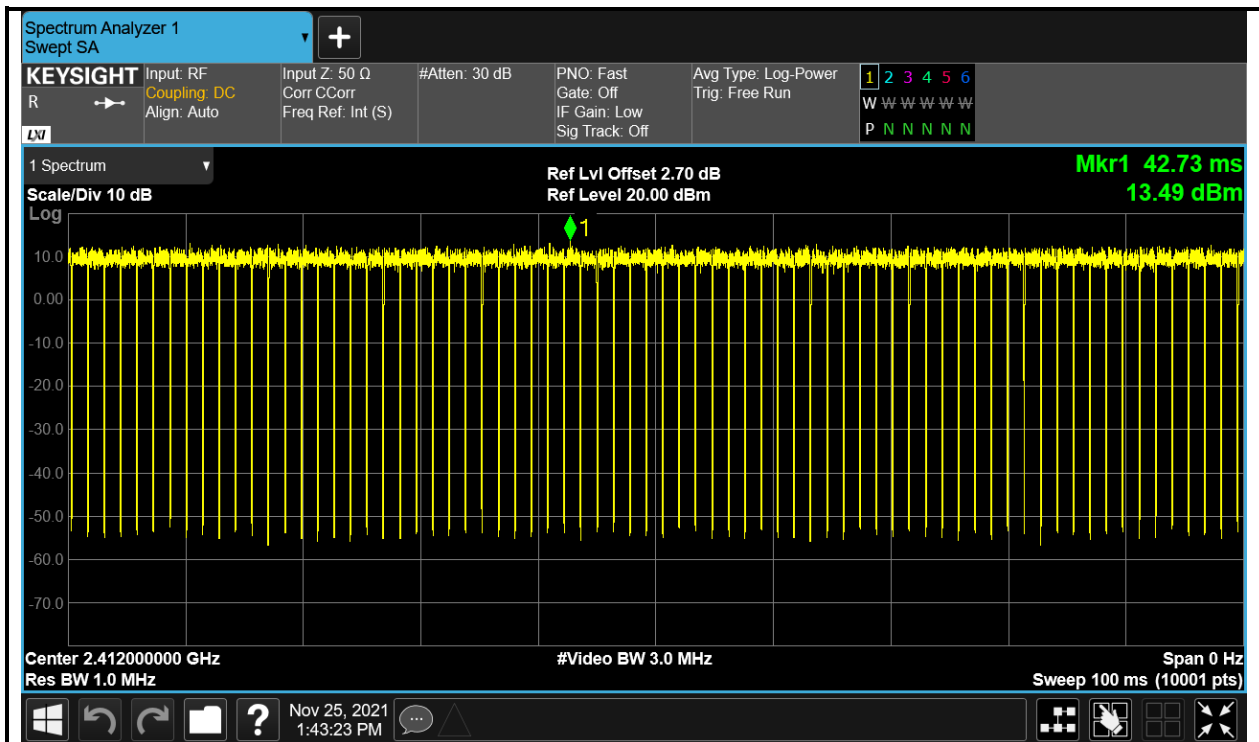 Spectrum Analyzer 1
Swept SA
KEYSIGHT
R
LXI
Input: RF
Coupling: DC
Align: Auto
Input Z: 50 Ω
Corr CCorr
Freq Ref: Int (S)
#Atten: 30 dB
PNO: Fast
Gate: Off
IF Gain: Low
Sig Track: Off
Avg Type: Log-Power
Trig: Free Run
1 2 3 4 5 6
W W W W W W
P N N N N N
1 Spectrum
Scale/Div 10 dB
Log
Ref Lvl Offset 2.70 dB
Ref Level 20.00 dBm
Mkr1 42.73 ms
13.49 dBm
1
10.0
0.00
-10.0
-20.0
-30.0
-40.0
-50.0
-60.0
-70.0
Center 2.412000000 GHz
Res BW 1.0 MHz
#Video BW 3.0 MHz
Span 0 Hz
Sweep 100 ms (10001 pts)
?
Nov 25, 2021
1:43:23 PM